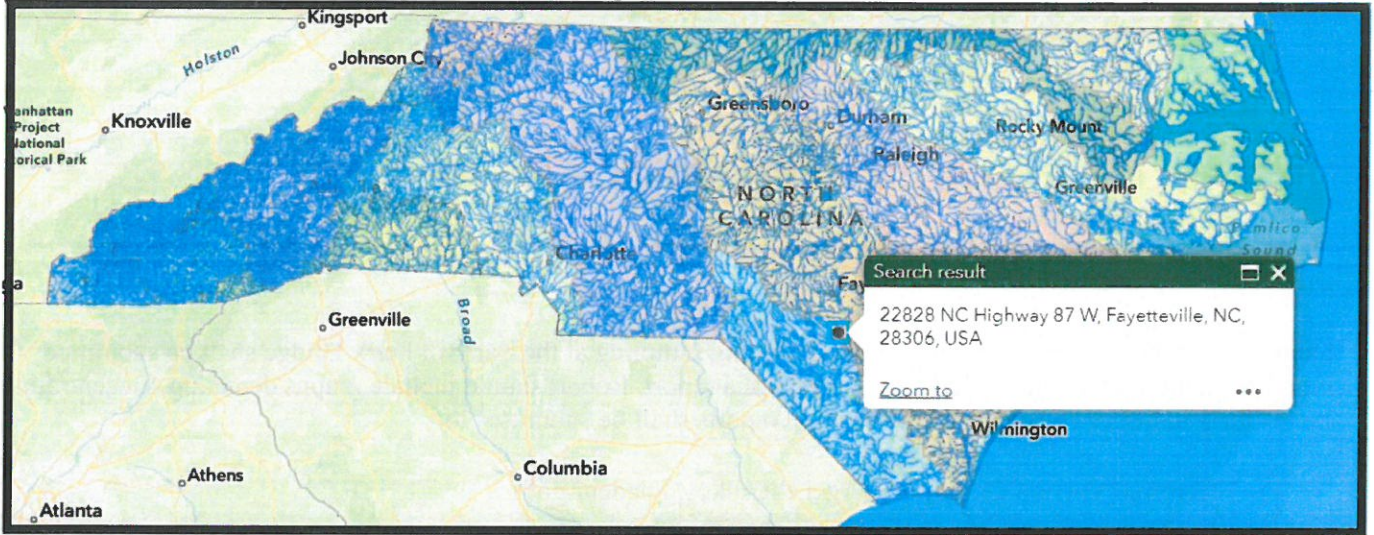 Kingsport
Holston
Johnson C y
anhattan
Project
National
orical Park
Knoxville
Greensboro
Durham
Rocky Mount
Raleigh
Greenville
NORTH
CAROLINA
Charlotte
Pamlico
Sound
Fay
Search result
22828 NC Highway 87 W, Fayetteville, NC,
28306, USA
Zoom to
Greenville
Broad
Wilmington
Athens
Columbia
Atlanta